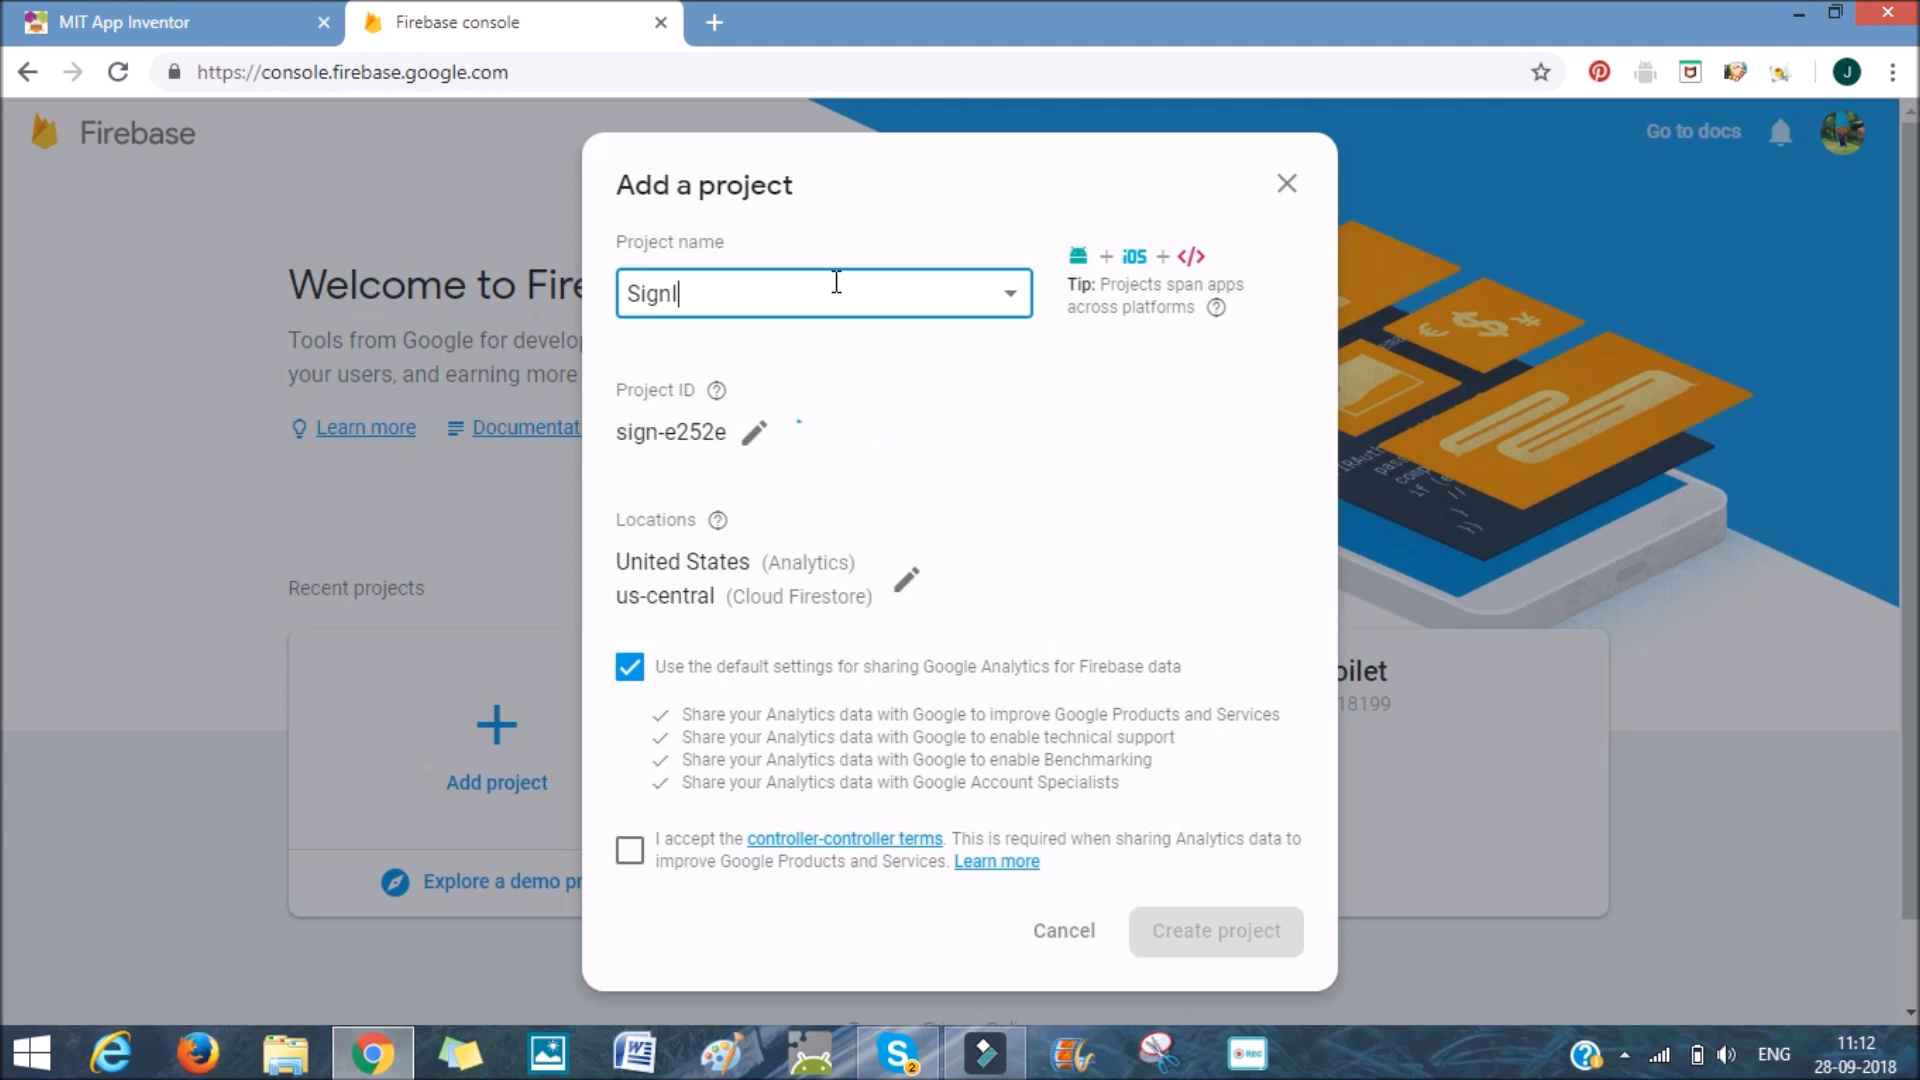 MIT App Inventor
Firebase console
https://console.firebase.google.com
J
Firebase
Go to docs
Add a project
Project name
SignI
+ iOS + </>
Tip: Projects span apps
across platforms
Welcome to Fire
Tools from Google for develo
your users, and earning more
Learn more
Documentat
Project ID
sign-e252e
Locations
United States (Analytics)
us-central (Cloud Firestore)
Recent projects
Use the default settings for sharing Google Analytics for Firebase data
Share your Analytics data with Google to improve Google Products and Services
Share your Analytics data with Google to enable technical support
Share your Analytics data with Google to enable Benchmarking
Share your Analytics data with Google Account Specialists
oilet
18199
Add project
I accept the controller-controller terms. This is required when sharing Analytics data to
improve Google Products and Services. Learn more
Explore a demo pr
Cancel
Create project
REC
2
ENG
11:12
28-09-2018